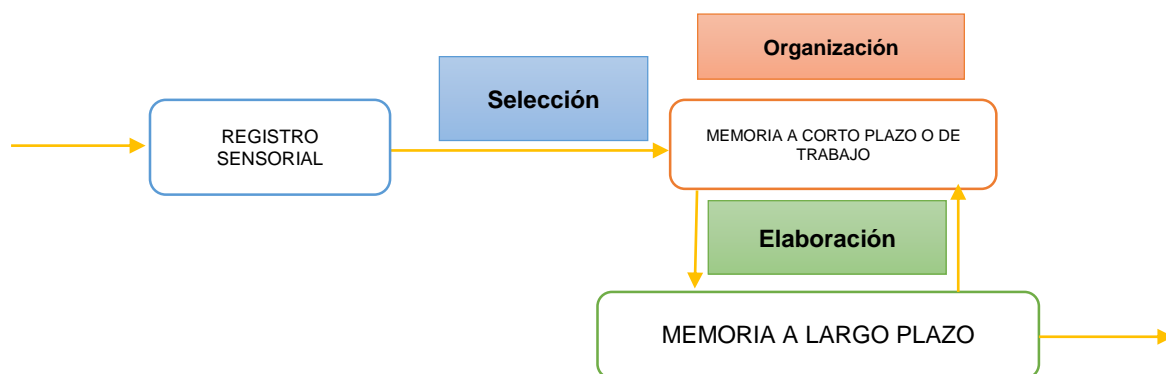 Organización
Selección
REGISTRO
SENSORIAL
MEMORIA A CORTO PLAZO O DE
TRABAJO
Elaboración
MEMORIA A LARGO PLAZO